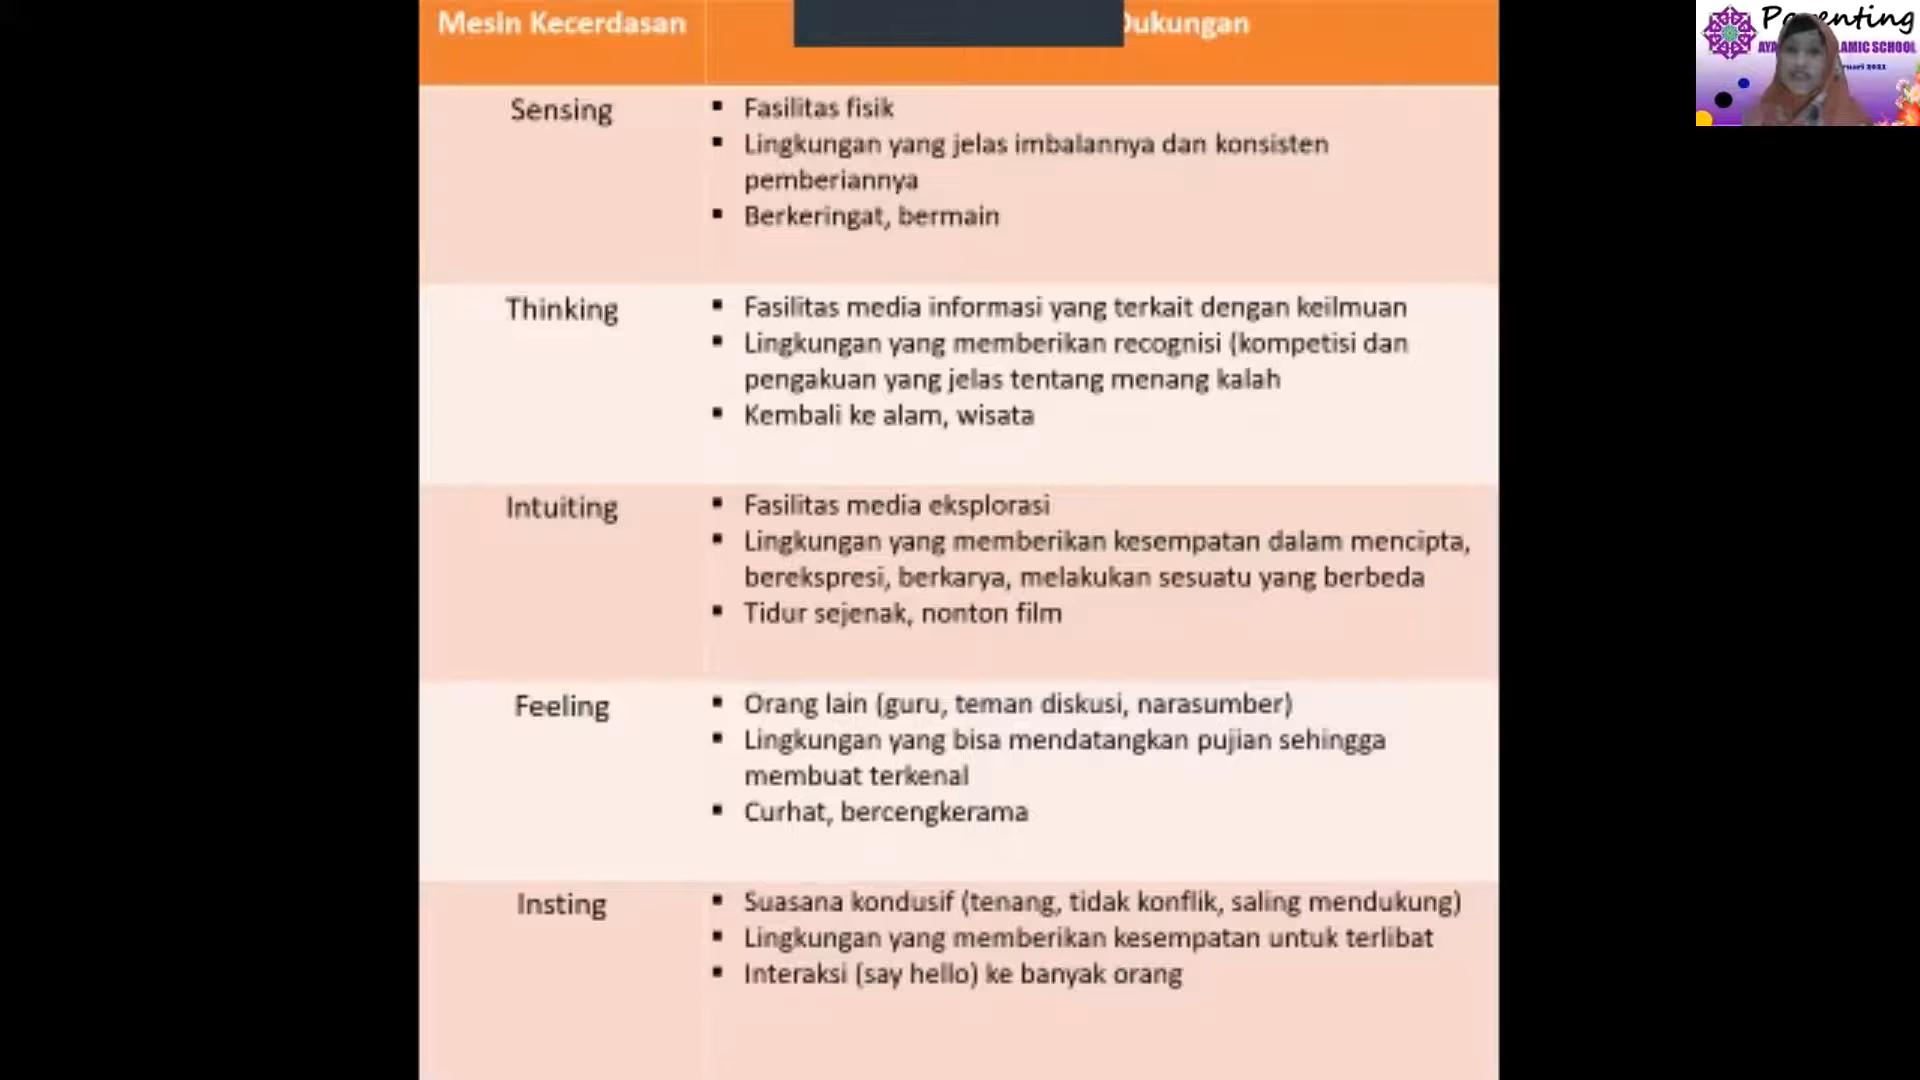 Mesin Kecerdasan
Dukungan
Sensing
▪ Fasilitas fisik
▪ Lingkungan yang jelas imbalannya dan konsisten
pemberiannya
▪ Berkeringat, bermain
Thinking
▪ Fasilitas media informasi yang terkait dengan keilmuan
▪ Lingkungan yang memberikan recognisi (kompetisi dan
pengakuan yang jelas tentang menang kalah
▪ Kembali ke alam, wisata
Intuiting
▪ Fasilitas media eksplorasi
▪ Lingkungan yang memberikan kesempatan dalam mencipta,
berekspresi, berkarya, melakukan sesuatu yang berbeda
▪ Tidur sejenak, nonton film
Feeling
▪ Orang lain (guru, teman diskusi, narasumber)
▪ Lingkungan yang bisa mendatangkan pujian sehingga
membuat terkenal
▪ Curhat, bercengkerama
Insting
▪ Suasana kondusif (tenang, tidak konflik, saling mendukung)
▪ Lingkungan yang memberikan kesempatan untuk terlibat
▪ Interaksi (say hello) ke banyak orang
Parenting
SCHOOL